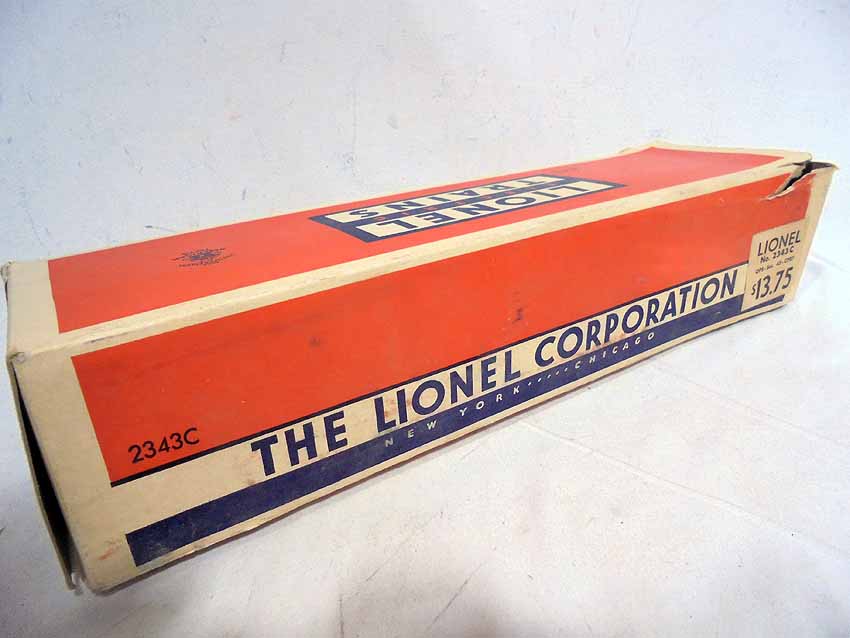 LIONEL
TRAINS
2343C
THE LIONEL CORPORATION
NEW YORK ..... CHICAGO
LIONEL
No. 2343C
$13.75